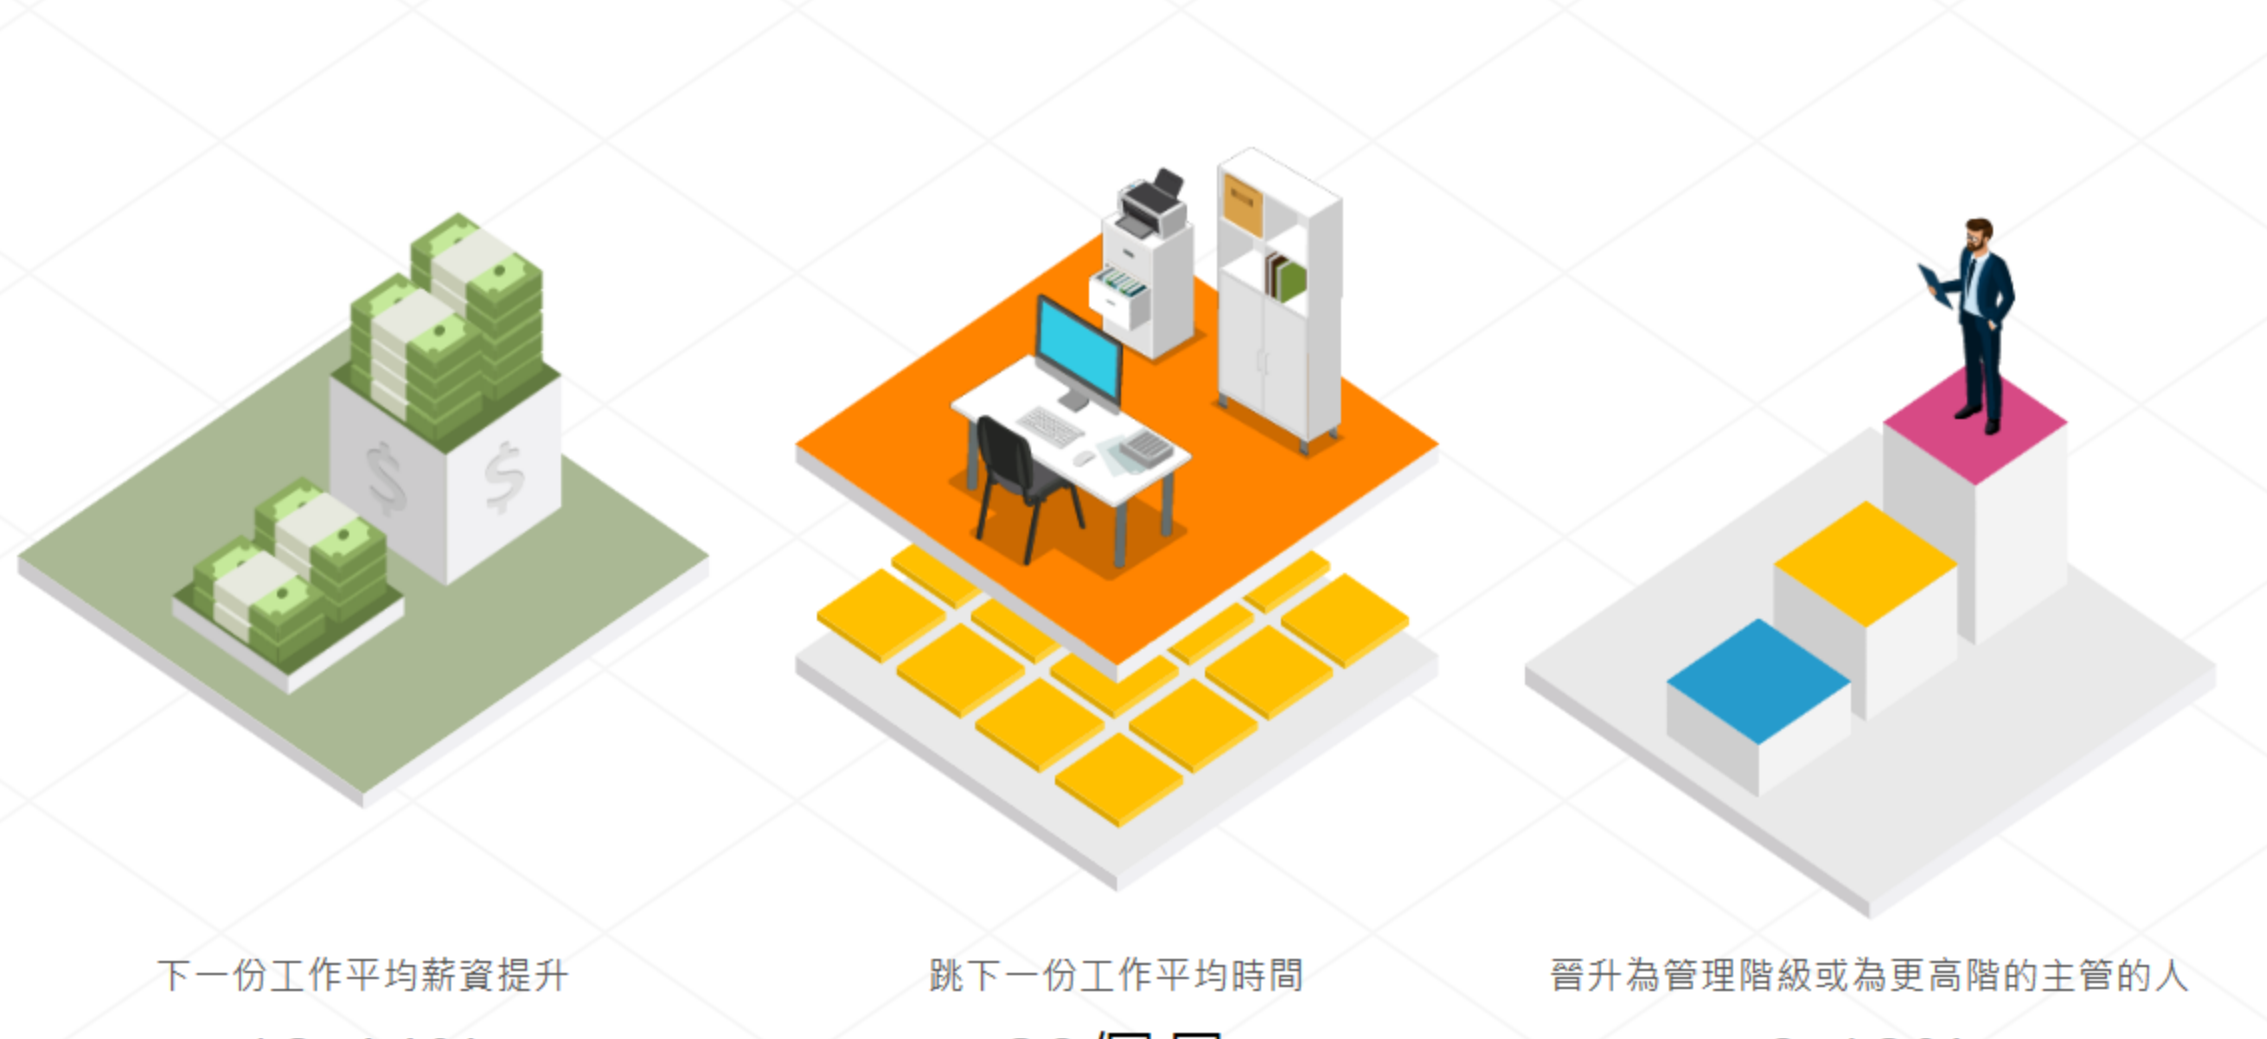 下一份工作平均薪資提升
跳下一份工作平均時間
晉升為管理階級或為更高階的主管的人
$ $